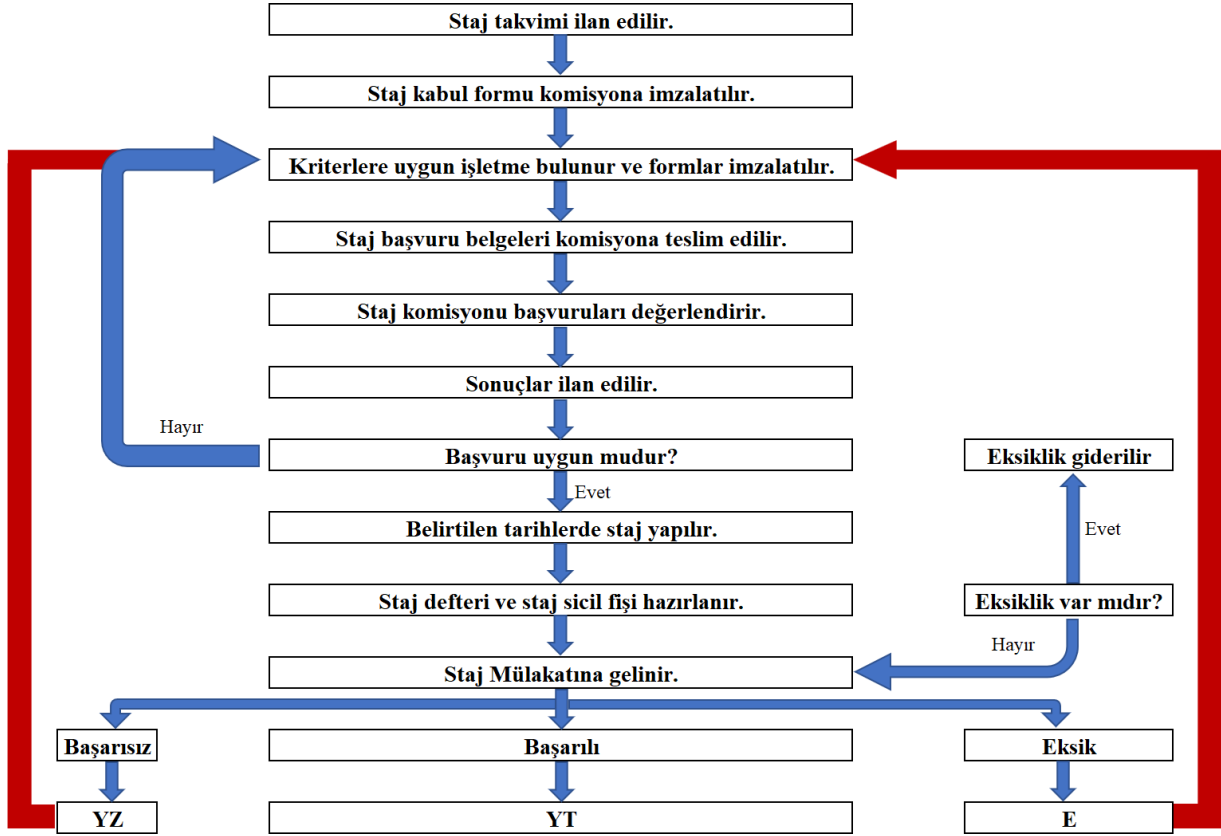 Staj takvimi ilan edilir.
Staj kabul formu komisyona imzalatılır.
Kriterlere uygun işletme bulunur ve formlar imzalatılır.
Staj başvuru belgeleri komisyona teslim edilir.
Staj komisyonu başvuruları değerlendirir.
Sonuçlar ilan edilir.
Hayır
Başvuru uygun mudur?
Eksiklik giderilir
Evet
Belirtilen tarihlerde staj yapılır.
Evet
Staj defteri ve staj sicil fişi hazırlanır.
Eksiklik var mıdır?
Hayır
Staj Mülakatına gelinir.
Başarısız
Başarılı
Eksik
YZ
YT
E